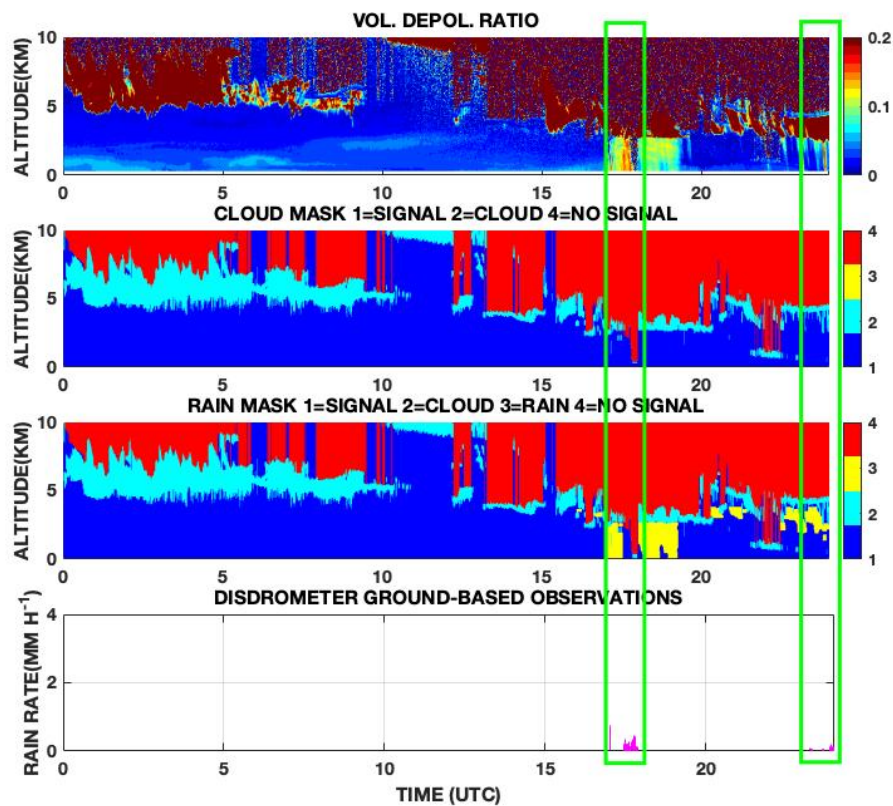 VOL. DEPOL. RATIO
10
5
0
ALTITUDE(KM)
0 5 10 15 20
0.2
0.1
0
CLOUD MASK 1=SIGNAL 2=CLOUD 4=NO SIGNAL
10
5
0
ALTITUDE(KM)
0 5 10 15 20
4
3
2
1
RAIN MASK 1=SIGNAL 2=CLOUD 3=RAIN 4=NO SIGNAL
10
5
0
ALTITUDE(KM)
0 5 10 15 20
4
3
2
1
DISDROMETER GROUND-BASED OBSERVATIONS
4
2
0
RAIN RATE(MM H⁻¹)
0 5 10 15 20
TIME (UTC)